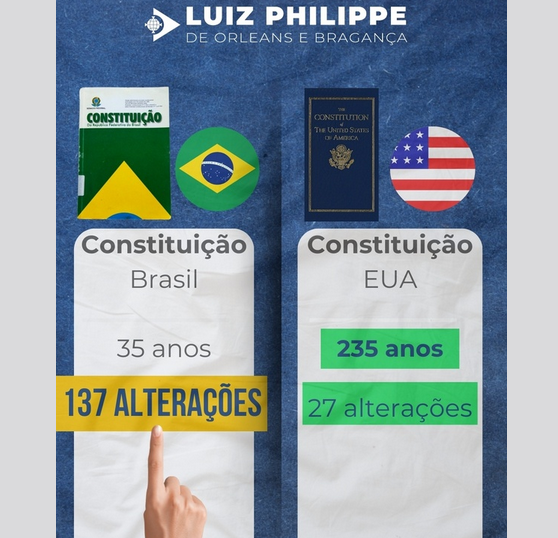 LUIZ PHILIPPE
DE ORLEANS E BRAGANÇA
CONSTITUIÇÃO
THE
CONSTITUTION
of
THE UNITED STATES
OF AMERICA
Constituição
Brasil
35 anos
137 ALTERAÇÕES
Constituição
EUA
235 anos
27 alterações